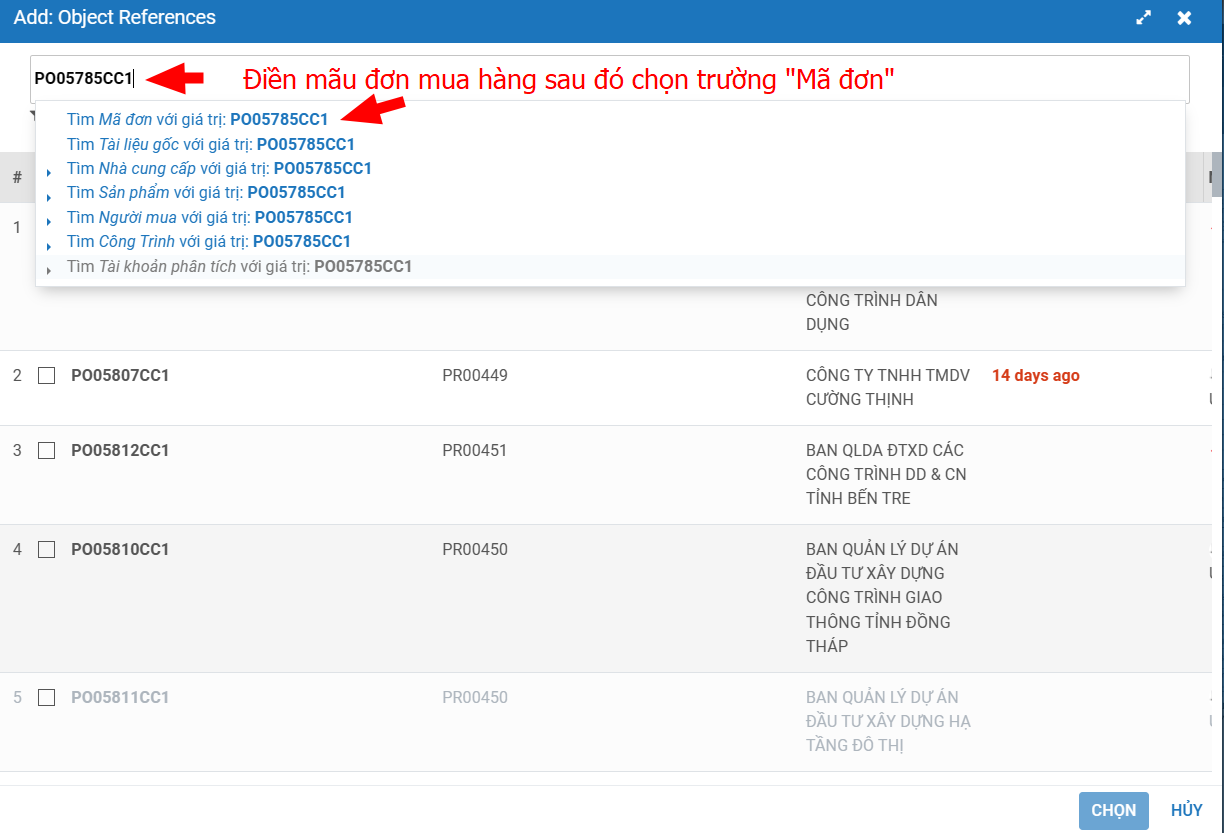 Add: Object References
PO05785CC1
Điền mãu đơn mua hàng sau đó chọn trường "Mã đơn"
Tìm Mã đơn với giá trị: PO05785CC1
Tìm Tài liệu gốc với giá trị: PO05785CC1
Tìm Nhà cung cấp với giá trị: PO05785CC1
Tìm Sản phẩm với giá trị: PO05785CC1
Tìm Người mua với giá trị: PO05785CC1
Tìm Công Trình với giá trị: PO05785CC1
Tìm Tài khoản phân tích với giá trị: PO05785CC1
#
1
CÔNG TRÌNH DÂN
DỤNG
2 PO05807CC1 PR00449 CÔNG TY TNHH TMDV 14 days ago
CƯỜNG THỊNH
3 PO05812CC1 PR00451 BAN QLDA ĐTXD CÁC
CÔNG TRÌNH DD & CN
TỈNH BẾN TRE
4 PO05810CC1 PR00450 BAN QUẢN LÝ DỰ ÁN
ĐẦU TƯ XÂY DỰNG
CÔNG TRÌNH GIAO
THÔNG TỈNH ĐỒNG
THÁP
5 PO05811CC1 PR00450 BAN QUẢN LÝ DỰ ÁN
ĐẦU TƯ XÂY DỰNG HẠ
TẦNG ĐÔ THỊ
CHỌN HỦY